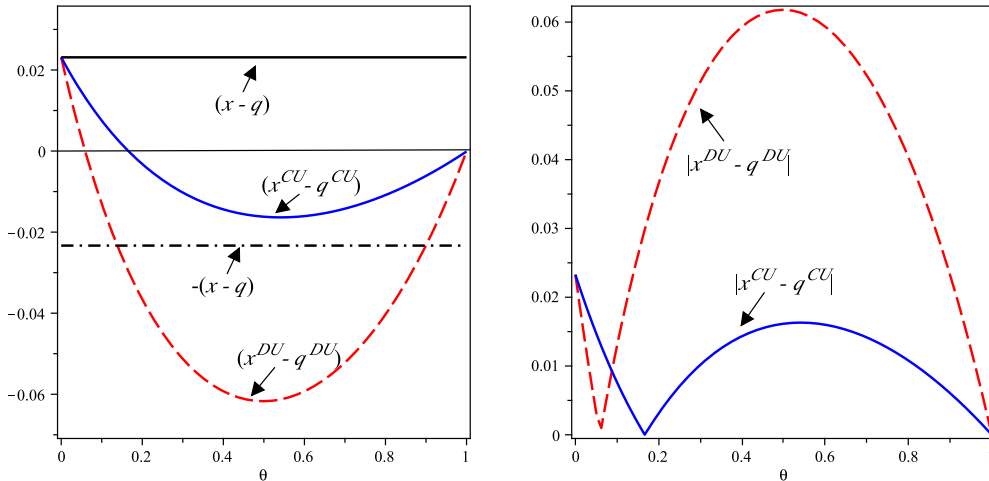 0.02
0
−0.02
−0.04
−0.06
0
0.2
0.4
0.6
0.8
1
θ
(x - q)
(x^CU - q^CU)
-(x - q)
(x^DU - q^DU)
0.06
0.05
0.04
0.03
0.02
0.01
0
0
0.2
0.4
0.6
0.8
θ
|x^DU - q^DU|
|x^CU - q^CU|